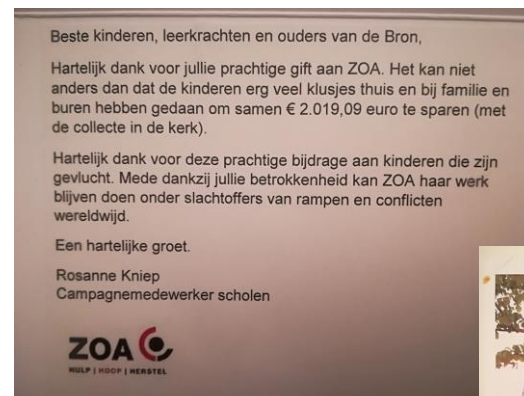 Beste kinderen, leerkrachten en ouders van de Bron,
Hartelijk dank voor jullie prachtige gift aan ZOA. Het kan niet
anders dan dat de kinderen erg veel klusjes thuis en bij familie en
buren hebben gedaan om samen € 2.019,09 euro te sparen (met
de collecte in de kerk).
Hartelijk dank voor deze prachtige bijdrage aan kinderen die zijn
gevlucht. Mede dankzij jullie betrokkenheid kan ZOA haar werk
blijven doen onder slachtoffers van rampen en conflicten
wereldwijd.
Een hartelijke groet.
Rosanne Kniep
Campagnemedewerker scholen
ZOA
HULP | HOOP | HERSTEL